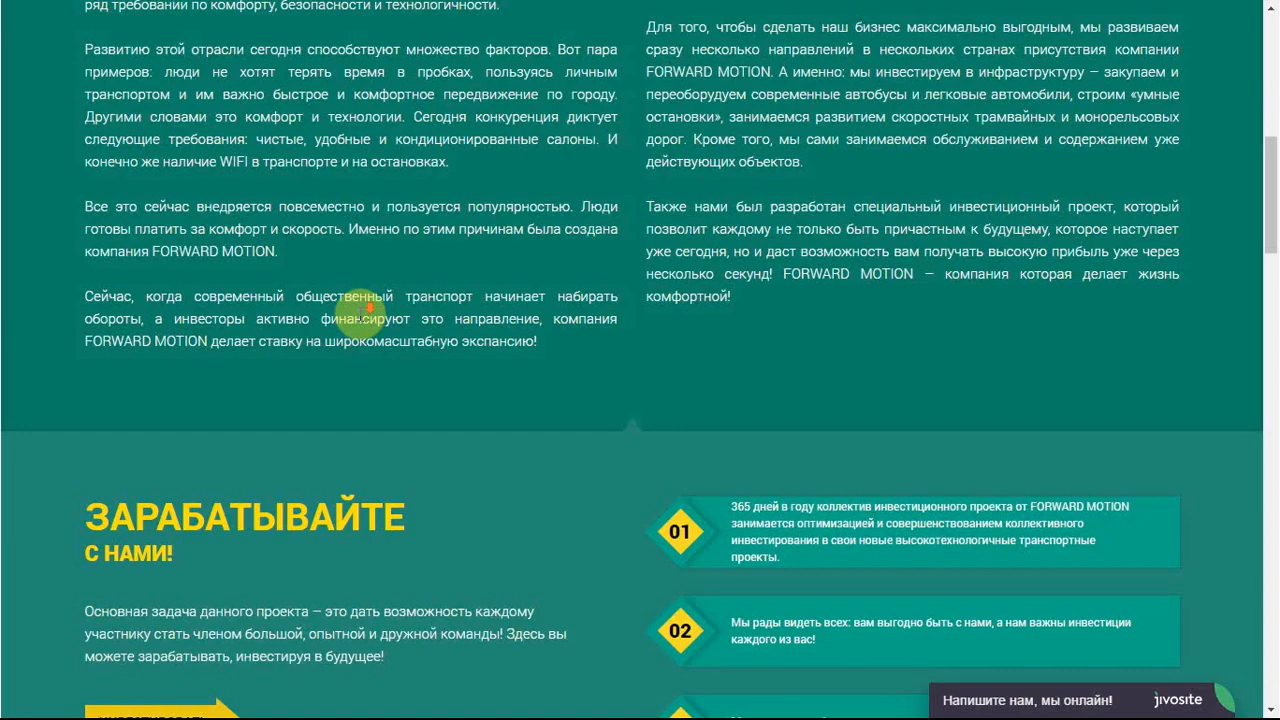 ряд требований по комфорту, безопасности и технологичности.
Развитию этой отрасли сегодня способствуют множество факторов. Вот пара
примеров: люди не хотят терять время в пробках, пользуясь личным
транспортом и им важно быстрое и комфортное передвижение по городу.
Другими словами это комфорт и технологии. Сегодня конкуренция диктует
следующие требования: чистые, удобные и кондиционированные салоны. И
конечно же наличие WIFI в транспорте и на остановках.
Все это сейчас внедряется повсеместно и пользуется популярностью. Люди
готовы платить за комфорт и скорость. Именно по этим причинам была создана
компания FORWARD MOTION.
Сейчас, когда современный общественный транспорт начинает набирать
обороты, а инвесторы активно финансируют это направление, компания
FORWARD MOTION делает ставку на широкомасштабную экспансию!
Для того, чтобы сделать наш бизнес максимально выгодным, мы развиваем
сразу несколько направлений в нескольких странах присутствия компании
FORWARD MOTION. А именно: мы инвестируем в инфраструктуру – закупаем и
переоборудуем современные автобусы и легковые автомобили, строим «умные
остановки», занимаемся развитием скоростных трамвайных и монорельсовых
дорог. Кроме того, мы сами занимаемся обслуживанием и содержанием уже
действующих объектов.
Также нами был разработан специальный инвестиционный проект, который
позволит каждому не только быть причастным к будущему, которое наступает
уже сегодня, но и даст возможность вам получать высокую прибыль уже через
несколько секунд! FORWARD MOTION – компания которая делает жизнь
комфортной!
ЗАРАБАТЫВАЙТЕ
С НАМИ!
Основная задача данного проекта – это дать возможность каждому
участнику стать членом большой, опытной и дружной команды! Здесь вы
можете зарабатывать, инвестируя в будущее!
01
365 дней в году коллектив инвестиционного проекта от FORWARD MOTION
занимается оптимизацией и совершенствованием коллективного
инвестирования в свои новые высокотехнологичные транспортные
проекты.
02
Мы рады видеть всех: вам выгодно быть с нами, а нам важны инвестиции
каждого из вас!
Напишите нам, мы онлайн!
jivosite